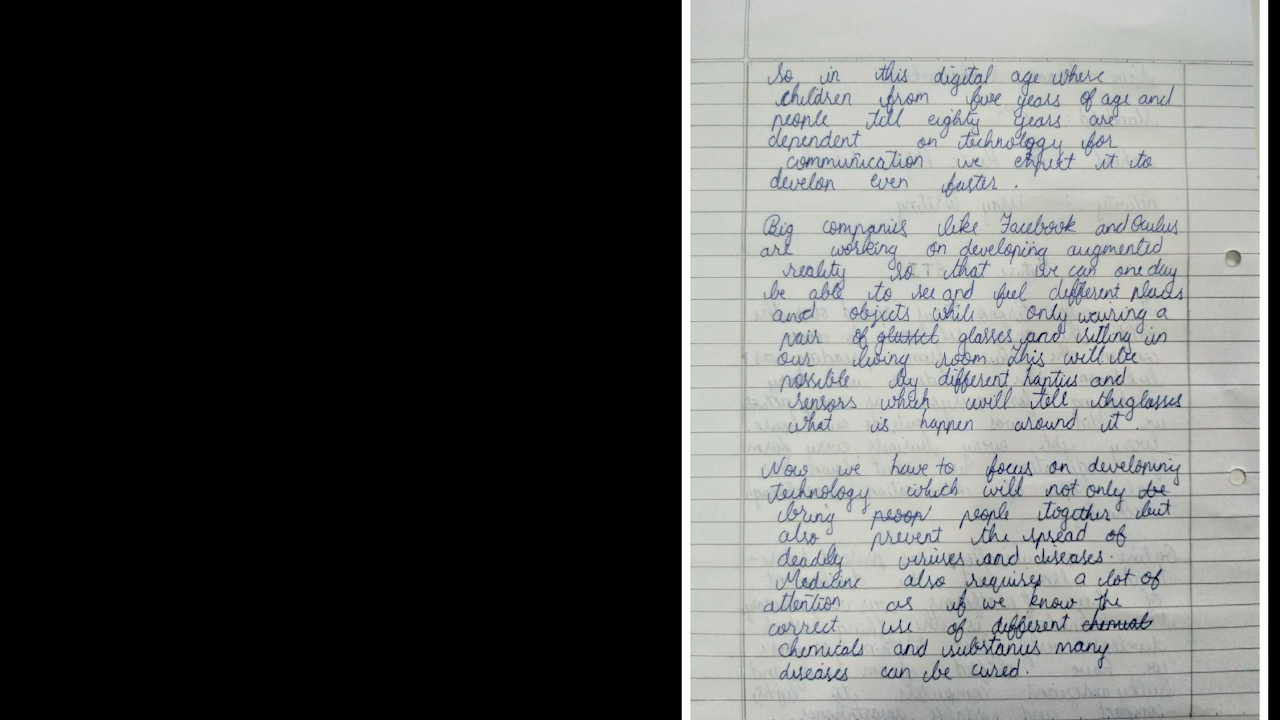 So in this digital age where
children from five years of age and
people till eighty years are
dependent on technology for
communication we expect it to
develop even faster.
Big companies like Facebook and Oculus
are working on developing augmented
reality so that we can one day
be able to see and feel different places
and objects while only wearing a
pair of glasses and sitting in
our living room This will be
possible by different haptics and
sensors which will tell the glasses
what is happen around it.
Now we have to focus on developing
technology which will not only be
bring people together but
also prevent the spread of
deadly viruses and diseases.
Medicine also requires a lot of
attention as if we know the
correct use of different chemical
chemicals and substances many
diseases can be cured.